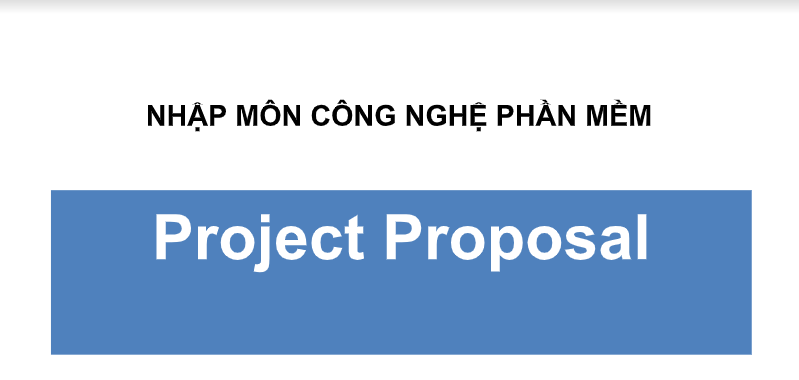 NHẬP MÔN CÔNG NGHỆ PHẦN MỀM
Project Proposal